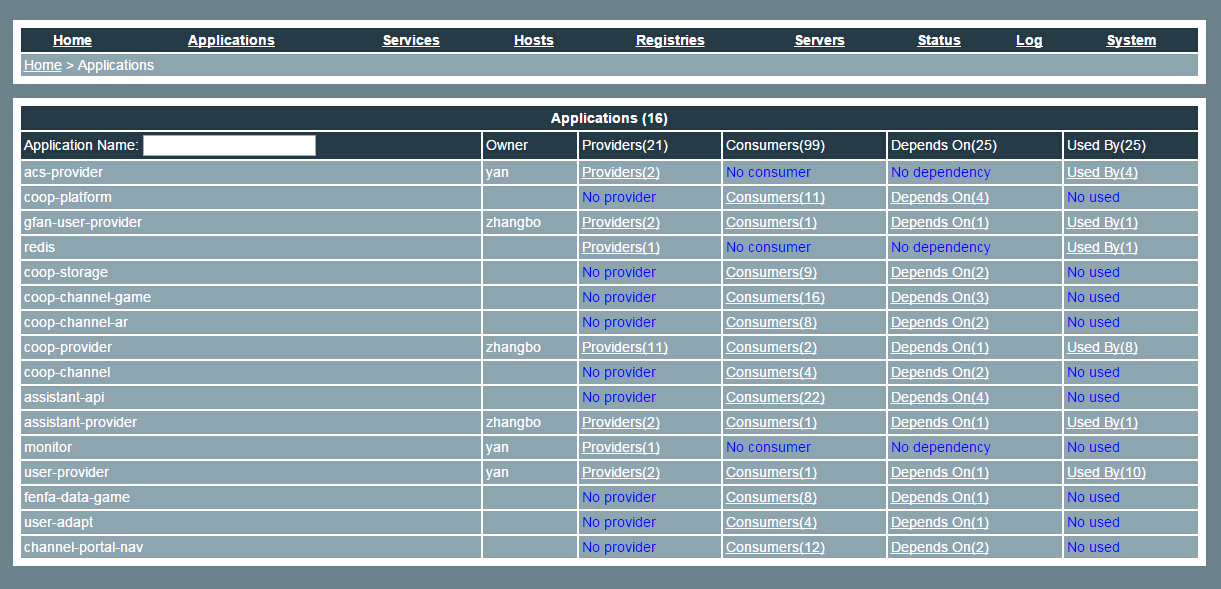 Home Applications Services Hosts Registries Servers Status Log System
Home > Applications
Applications (16)
Application Name: Owner Providers(21) Consumers(99) Depends On(25) Used By(25)
acs-provider yan Providers(2) No consumer No dependency Used By(4)
coop-platform No provider Consumers(11) Depends On(4) No used
gfan-user-provider zhangbo Providers(2) Consumers(1) Depends On(1) Used By(1)
redis Providers(1) No consumer No dependency Used By(1)
coop-storage No provider Consumers(9) Depends On(2) No used
coop-channel-game No provider Consumers(16) Depends On(3) No used
coop-channel-ar No provider Consumers(8) Depends On(2) No used
coop-provider zhangbo Providers(11) Consumers(2) Depends On(1) Used By(8)
coop-channel No provider Consumers(4) Depends On(2) No used
assistant-api No provider Consumers(22) Depends On(4) No used
assistant-provider zhangbo Providers(2) Consumers(1) Depends On(1) Used By(1)
monitor yan Providers(1) No consumer No dependency No used
user-provider yan Providers(2) Consumers(1) Depends On(1) Used By(10)
fenfa-data-game No provider Consumers(8) Depends On(1) No used
user-adapt No provider Consumers(4) Depends On(1) No used
channel-portal-nav No provider Consumers(12) Depends On(2) No used